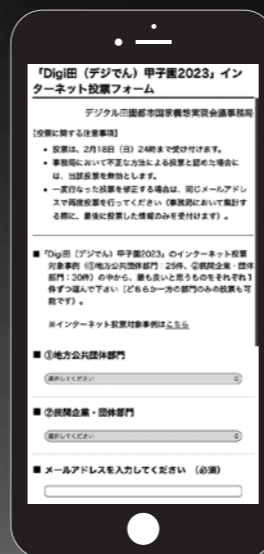 「Digi田（デジでん）甲子園2023」イン
ターネット投票フォーム
デジタル田園都市国家構想実現会議事務局
[投票に関する注意事項]
• 投票は、2月18日（日）24時まで受け付けます。
• 事務局において不正な方法による投票と認めた場合に
は、当該投票を無効とします。
• 一度行なった投票を修正する場合は、同じメールアドレ
スで再度投票を行ってください（事務局において集計す
る際に、最後に投票した情報のみを受付けます）。
■「Digi田（デジでん）甲子園2023」のインターネット投票
対象事例（①地方公共団体部門：25件、②民間企業・団体
部門：30件）の中から、最も良いと思うものをそれぞれ1
件ずつ選んで下さい（どちらか一方の部門のみの投票も可
能です）。
※インターネット投票対象事例はこちら
■ ①地方公共団体部門
選択してください
■ ②民間企業・団体部門
選択してください
■ メールアドレスを入力してください （必須）